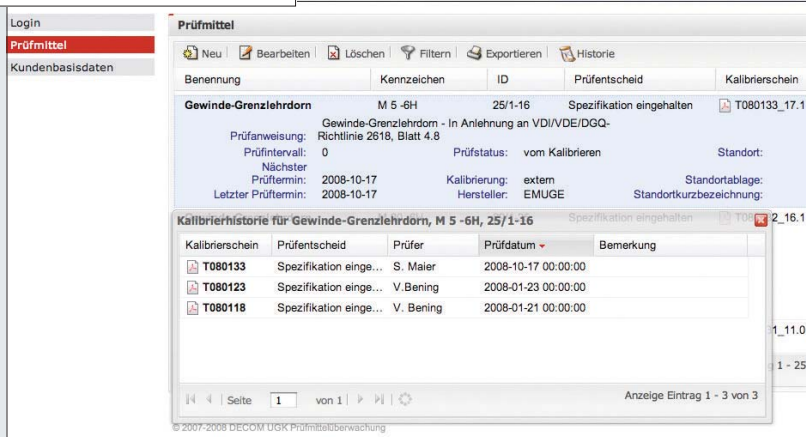 Login
Prüfmittel
Kundenbasisdaten
Prüfmittel
Neu Bearbeiten Löschen Filtern Exportieren Historie
Benennung Kennzeichen ID Prüfentscheid Kalibrierschein
Gewinde-Grenzlehrdorn M 5 -6H 25/1-16 Spezifikation eingehalten T080133_17.1
Gewinde-Grenzlehrdorn - In Anlehnung an VDI/VDE/DGQ-
Prüfanweisung: Richtlinie 2618, Blatt 4.8
Prüfintervall: 0 Prüfstatus: vom Kalibrieren Standort:
Nächster
Prüftermin: 2008-10-17 Kalibrierung: extern Standortablage:
Letzter Prüftermin: 2008-10-17 Hersteller: EMUGE Standortkurzbezeichnung:
Kalibrierhistorie für Gewinde-Grenzlehrdorn, M 5 -6H, 25/1-16 Spezifikation eingehalten 2_16.1
Kalibrierschein Prüfentscheid Prüfer Prüfdatum Bemerkung
T080133 Spezifikation einge... S. Maier 2008-10-17 00:00:00
T080123 Spezifikation einge... V.Bening 2008-01-23 00:00:00
T080118 Spezifikation einge... V. Bening 2008-01-21 00:00:00
1_11.0
1 - 25
Seite 1 von 1 Anzeige Eintrag 1 - 3 von 3
© 2007-2008 DECOM UGK Prüfmittelüberwachung